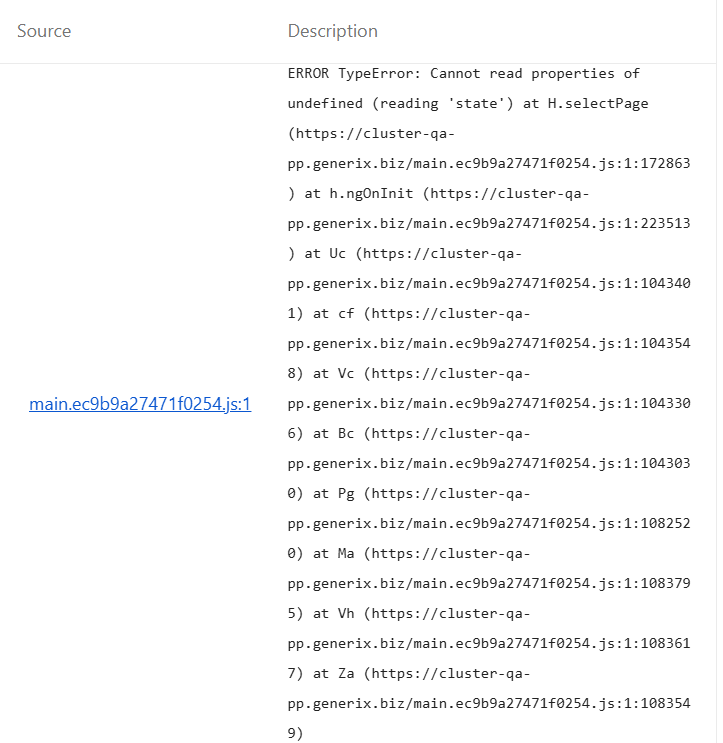 Source
Description
ERROR TypeError: Cannot read properties of
undefined (reading 'state') at H.selectPage
(https://cluster-qa-
pp.generix.biz/main.ec9b9a27471f0254.js:1:172863
) at h.ngOnInit (https://cluster-qa-
pp.generix.biz/main.ec9b9a27471f0254.js:1:223513
) at Uc (https://cluster-qa-
pp.generix.biz/main.ec9b9a27471f0254.js:1:104340
1) at cf (https://cluster-qa-
pp.generix.biz/main.ec9b9a27471f0254.js:1:104354
8) at Vc (https://cluster-qa-
main.ec9b9a27471f0254.js:1
pp.generix.biz/main.ec9b9a27471f0254.js:1:104330
6) at Bc (https://cluster-qa-
pp.generix.biz/main.ec9b9a27471f0254.js:1:104303
0) at Pg (https://cluster-qa-
pp.generix.biz/main.ec9b9a27471f0254.js:1:108252
0) at Ma (https://cluster-qa-
pp.generix.biz/main.ec9b9a27471f0254.js:1:108379
5) at Vh (https://cluster-qa-
pp.generix.biz/main.ec9b9a27471f0254.js:1:108361
7) at Za (https://cluster-qa-
pp.generix.biz/main.ec9b9a27471f0254.js:1:108354
9)